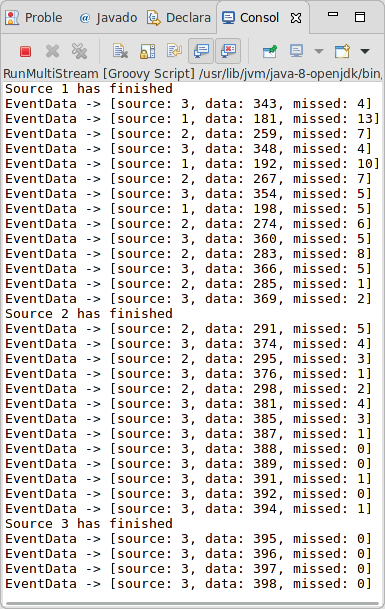 Proble
@ Javado
Declara
Consol
RunMultiStream [Groovy Script] /usr/lib/jvm/java-8-openjdk/bin,
Source 1 has finished
EventData -> [source: 3, data: 343, missed: 4]
EventData -> [source: 1, data: 181, missed: 13]
EventData -> [source: 2, data: 259, missed: 7]
EventData -> [source: 3, data: 348, missed: 4]
EventData -> [source: 1, data: 192, missed: 10]
EventData -> [source: 2, data: 267, missed: 7]
EventData -> [source: 3, data: 354, missed: 5]
EventData -> [source: 1, data: 198, missed: 5]
EventData -> [source: 2, data: 274, missed: 6]
EventData -> [source: 3, data: 360, missed: 5]
EventData -> [source: 2, data: 283, missed: 8]
EventData -> [source: 3, data: 366, missed: 5]
EventData -> [source: 2, data: 285, missed: 1]
EventData -> [source: 3, data: 369, missed: 2]
Source 2 has finished
EventData -> [source: 2, data: 291, missed: 5]
EventData -> [source: 3, data: 374, missed: 4]
EventData -> [source: 2, data: 295, missed: 3]
EventData -> [source: 3, data: 376, missed: 1]
EventData -> [source: 2, data: 298, missed: 2]
EventData -> [source: 3, data: 381, missed: 4]
EventData -> [source: 3, data: 385, missed: 3]
EventData -> [source: 3, data: 387, missed: 1]
EventData -> [source: 3, data: 388, missed: 0]
EventData -> [source: 3, data: 389, missed: 0]
EventData -> [source: 3, data: 391, missed: 1]
EventData -> [source: 3, data: 392, missed: 0]
EventData -> [source: 3, data: 394, missed: 1]
Source 3 has finished
EventData -> [source: 3, data: 395, missed: 0]
EventData -> [source: 3, data: 396, missed: 0]
EventData -> [source: 3, data: 397, missed: 0]
EventData -> [source: 3, data: 398, missed: 0]